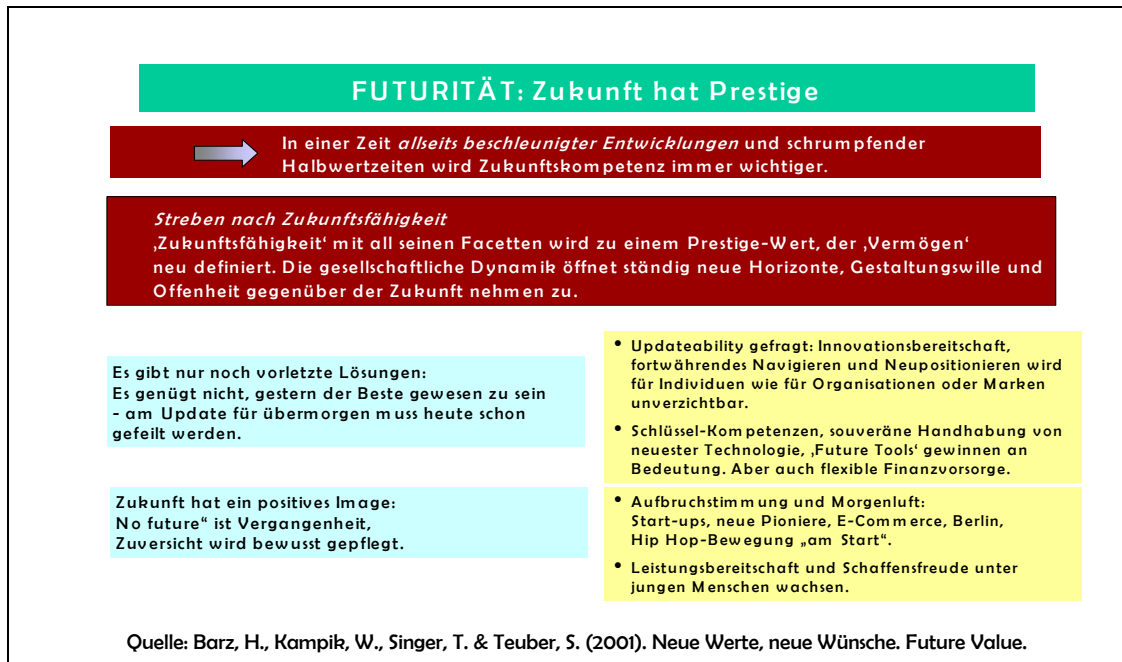 FUTURITÄT: Zukunft hat Prestige
In einer Zeit allseits beschleunigter Entwicklungen und schrumpfender
Halbwertzeiten wird Zukunftskompetenz immer wichtiger.
Streben nach Zukunftsfähigkeit
‚Zukunftsfähigkeit‘ mit all seinen Facetten wird zu einem Prestige-Wert, der ‚Vermögen‘
neu definiert. Die gesellschaftliche Dynamik öffnet ständig neue Horizonte, Gestaltungswille und
Offenheit gegenüber der Zukunft nehmen zu.
Es gibt nur noch vorletzte Lösungen:
Es genügt nicht, gestern der Beste gewesen zu sein
- am Update für übermorgen muss heute schon
gefeilt werden.
• Updateability gefragt: Innovationsbereitschaft,
fortwährendes Navigieren und Neupositionieren wird
für Individuen wie für Organisationen oder Marken
unverzichtbar.
• Schlüssel-Kompetenzen, souveräne Handhabung von
neuester Technologie, ‚Future Tools‘ gewinnen an
Bedeutung. Aber auch flexible Finanzvorsorge.
Zukunft hat ein positives Image:
No future“ ist Vergangenheit,
Zuversicht wird bewusst gepflegt.
• Aufbruchstimmung und Morgenluft:
Start-ups, neue Pioniere, E-Commerce, Berlin,
Hip Hop-Bewegung „am Start“.
• Leistungsbereitschaft und Schaffensfreude unter
jungen Menschen wachsen.
Quelle: Barz, H., Kampik, W., Singer, T. & Teuber, S. (2001). Neue Werte, neue Wünsche. Future Value.